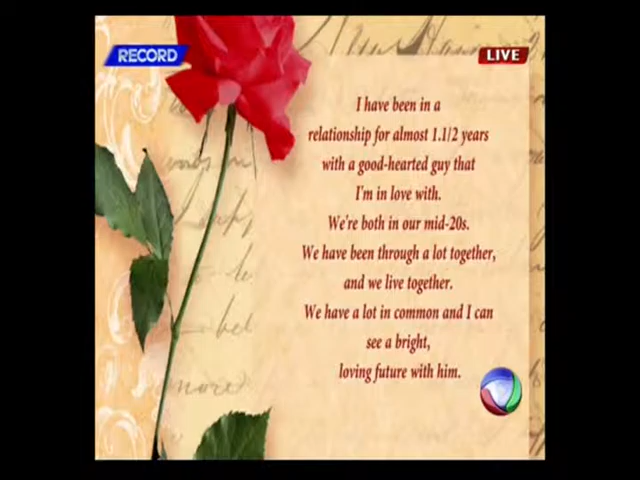 RECORD
LIVE
I have been in a
relationship for almost 1.1/2 years
with a good-hearted guy that
I'm in love with.
We're both in our mid-20s.
We have been through a lot together,
and we live together.
We have a lot in common and I can
see a bright,
loving future with him.